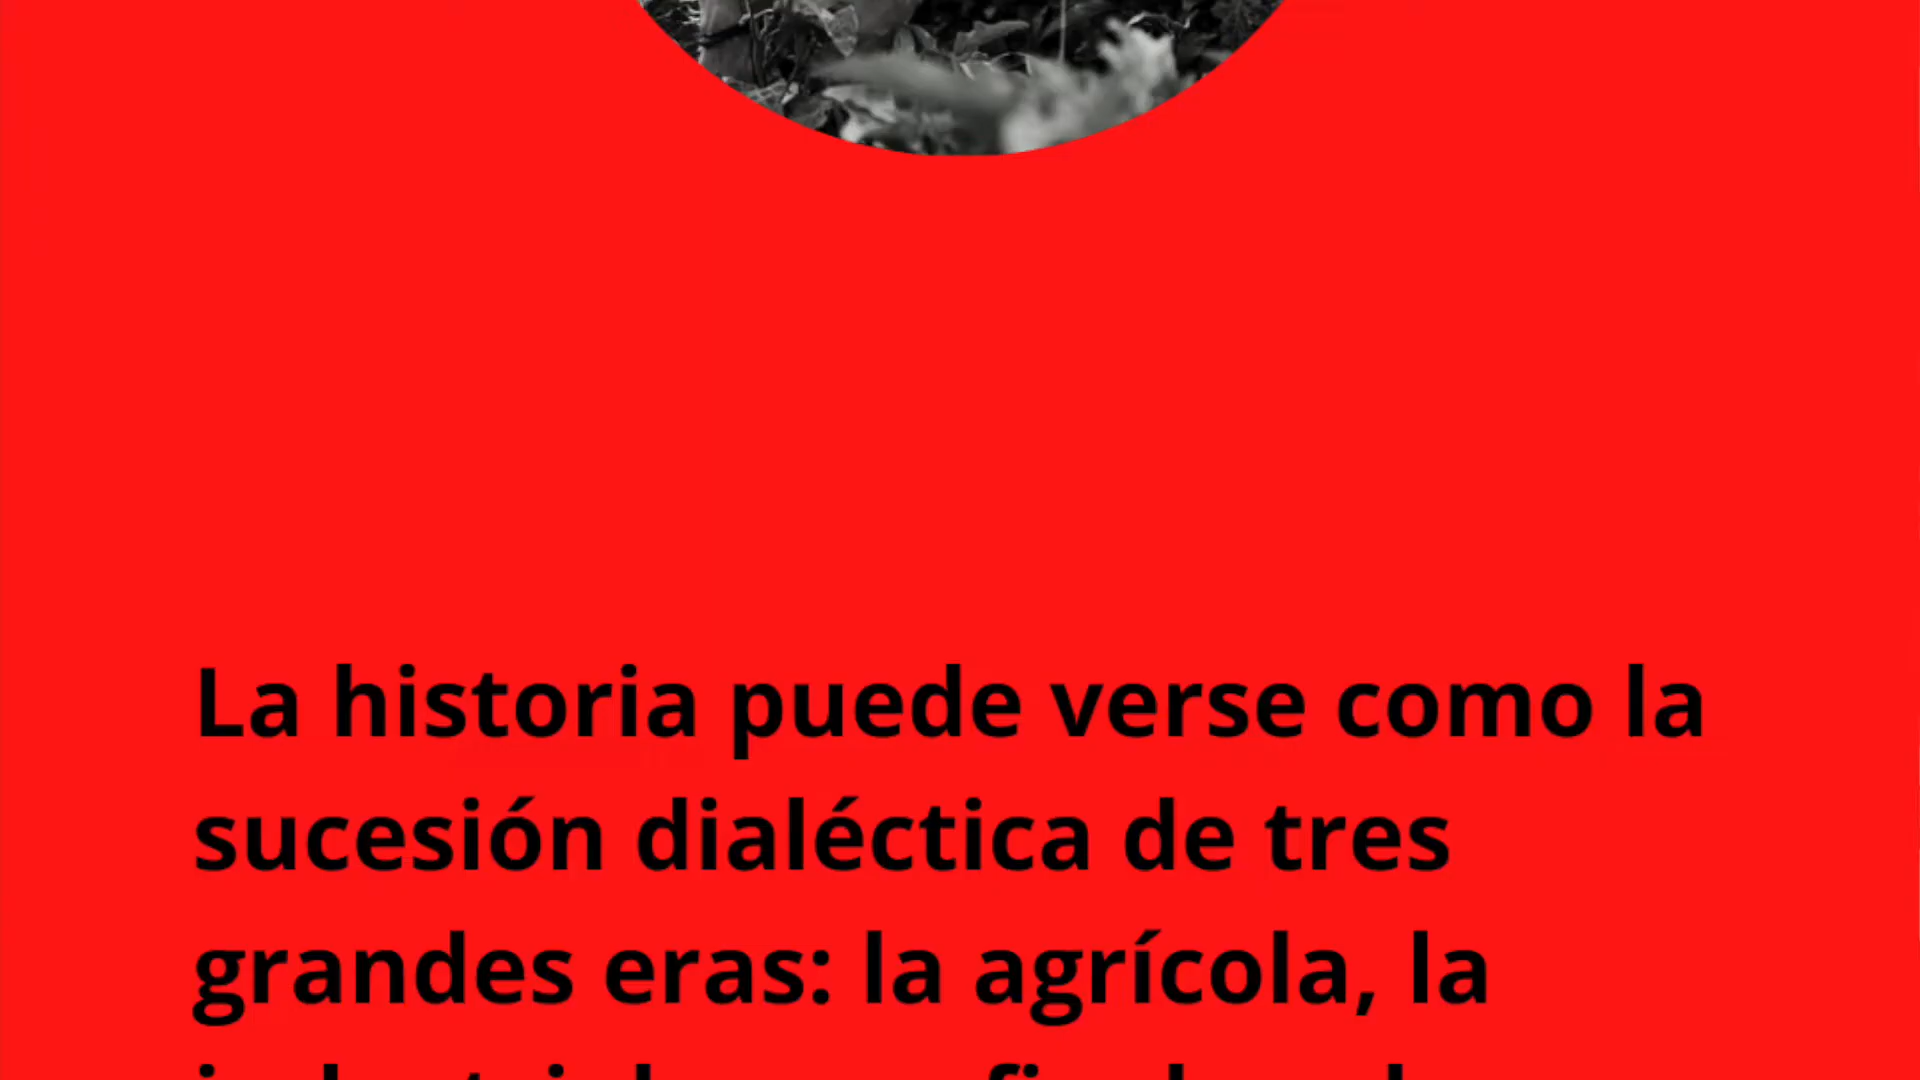 La historia puede verse como la
sucesión dialéctica de tres
grandes eras: la agrícola, la